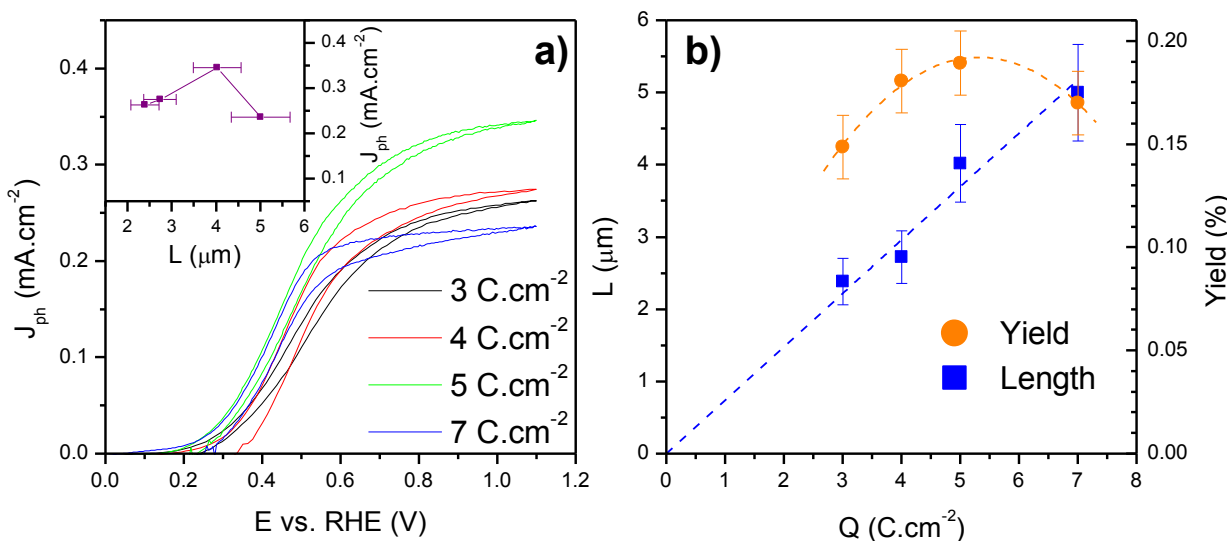 a)
0.4
0.3
0.2
0.1
0.0
J_ph (mA.cm⁻²)
0.0 0.2 0.4 0.6 0.8 1.0 1.2
E vs. RHE (V)
3 C.cm⁻²
4 C.cm⁻²
5 C.cm⁻²
7 C.cm⁻²
0.4
0.3
0.2
0.1
J_ph (mA.cm⁻²)
2 3 4 5 6
L (μm)
b)
6
5
4
3
2
1
0
L (μm)
0 1 2 3 4 5 6 7 8
Q (C.cm⁻²)
0.20
0.15
0.10
0.05
0.00
Yield (%)
Yield
Length